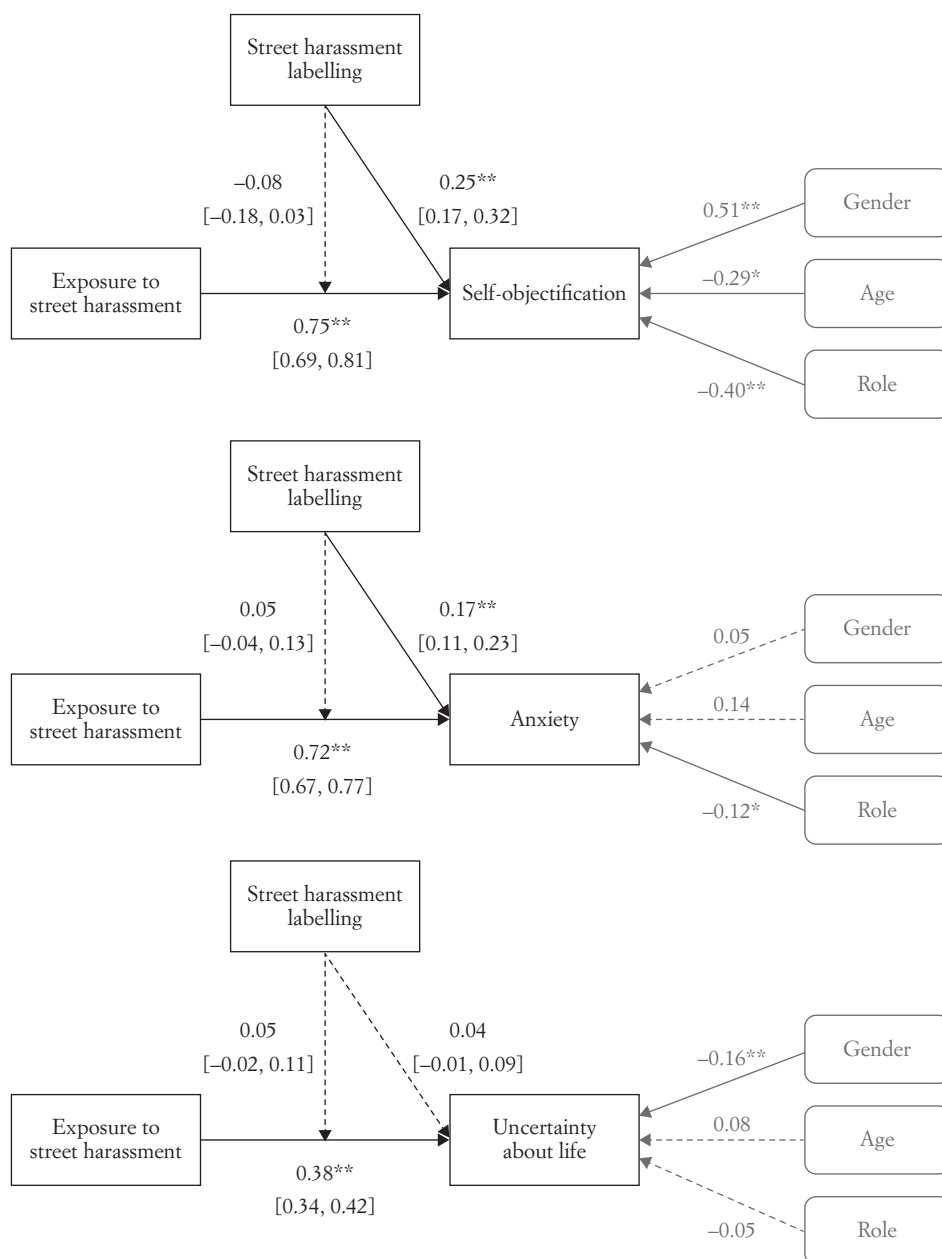 Street harassment
labelling
–0.08
[–0.18, 0.03]
0.25**
[0.17, 0.32]
Exposure to
street harassment
0.75**
[0.69, 0.81]
Self-objectification
0.51**
Gender
–0.29*
Age
–0.40**
Role
Street harassment
labelling
0.05
[–0.04, 0.13]
0.17**
[0.11, 0.23]
Exposure to
street harassment
0.72**
[0.67, 0.77]
Anxiety
0.05
Gender
0.14
Age
–0.12*
Role
Street harassment
labelling
0.05
[–0.02, 0.11]
0.04
[–0.01, 0.09]
Exposure to
street harassment
0.38**
[0.34, 0.42]
Uncertainty
about life
–0.16**
Gender
0.08
Age
–0.05
Role